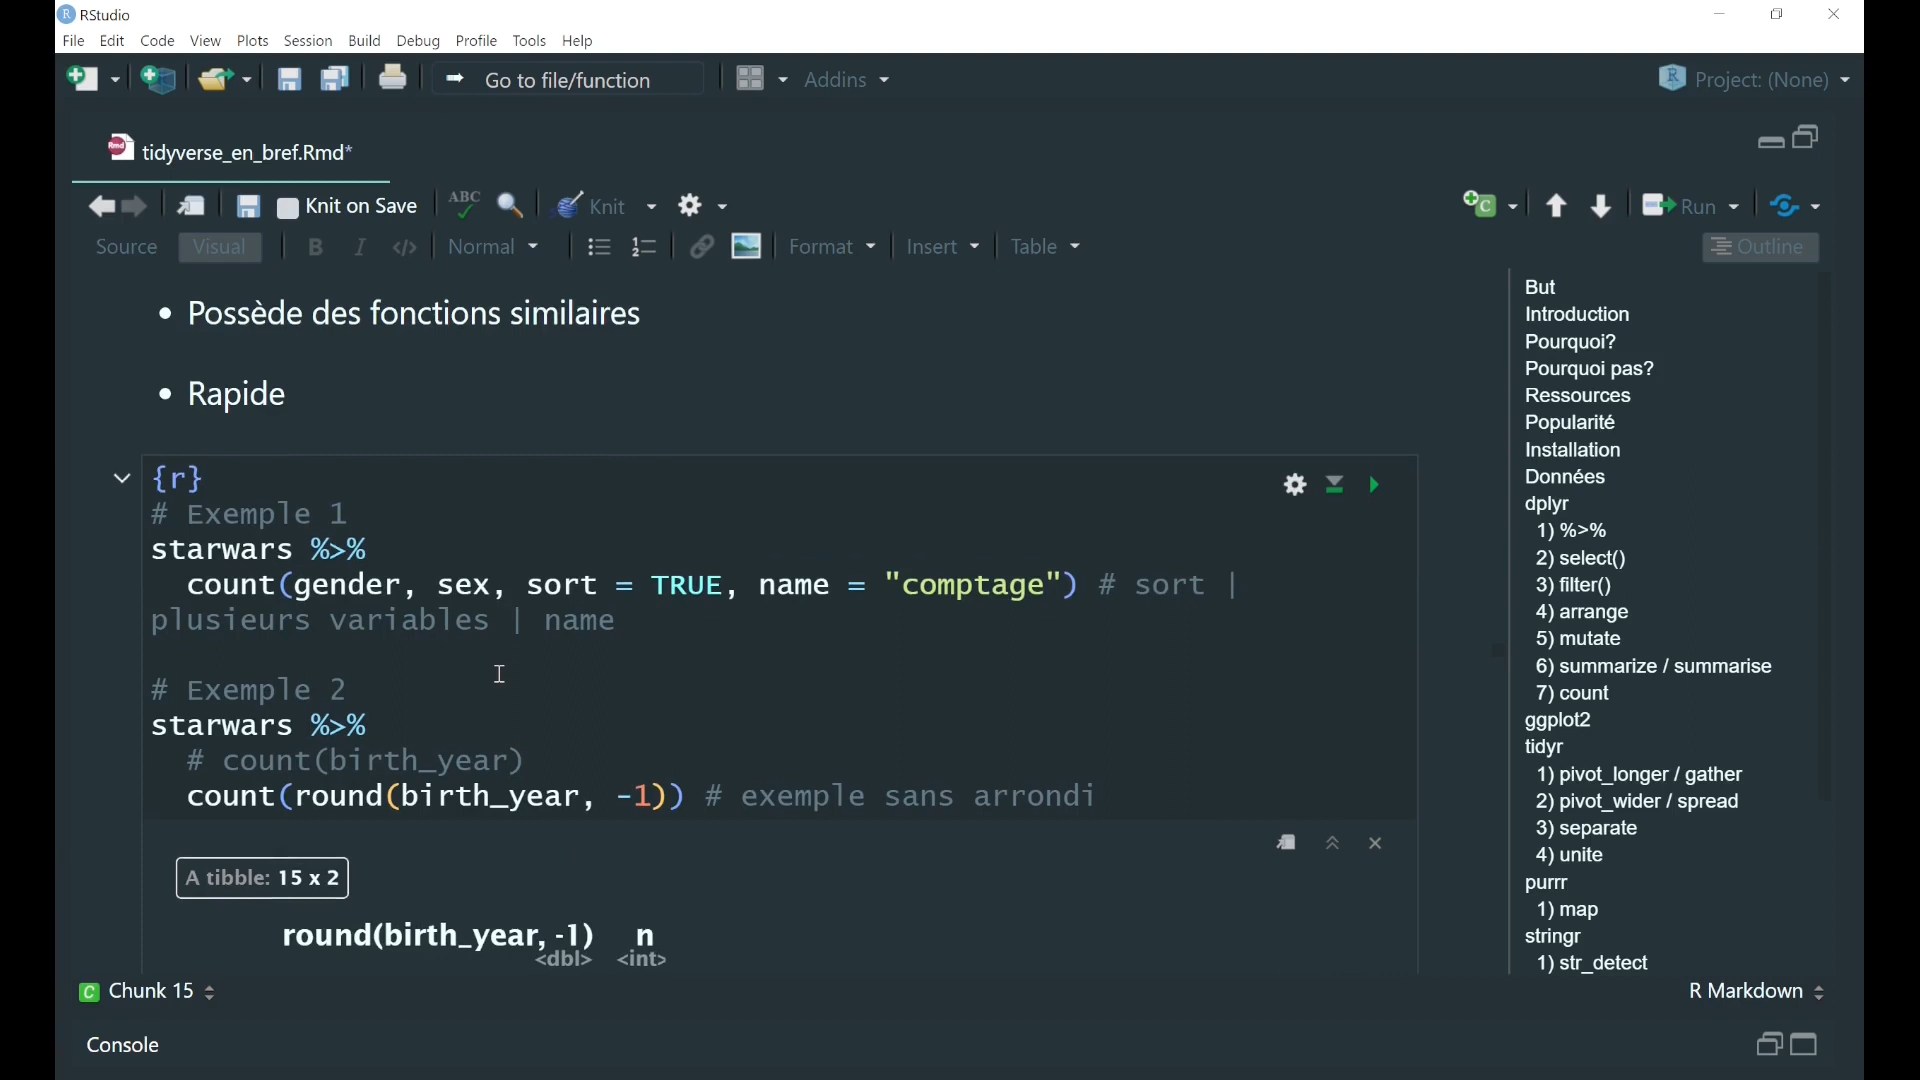 RStudio
File Edit Code View Plots Session Build Debug Profile Tools Help
Go to file/function Addins Project: (None)
tidyverse_en_bref.Rmd*
Knit on Save ABC Knit Run
Source Visual B I </> Normal Format Insert Table Outline
• Possède des fonctions similaires
• Rapide
{r}
# Exemple 1
starwars %>%
count(gender, sex, sort = TRUE, name = "comptage") # sort |
plusieurs variables | name
# Exemple 2
starwars %>%
# count(birth_year)
count(round(birth_year, -1)) # exemple sans arrondi
A tibble: 15 x 2
round(birth_year, -1) n
<dbl> <int>
But
Introduction
Pourquoi?
Pourquoi pas?
Ressources
Popularité
Installation
Données
dplyr
1) %>%
2) select()
3) filter()
4) arrange
5) mutate
6) summarize / summarise
7) count
ggplot2
tidyr
1) pivot_longer / gather
2) pivot_wider / spread
3) separate
4) unite
purrr
1) map
stringr
1) str_detect
C Chunk 15 R Markdown
Console